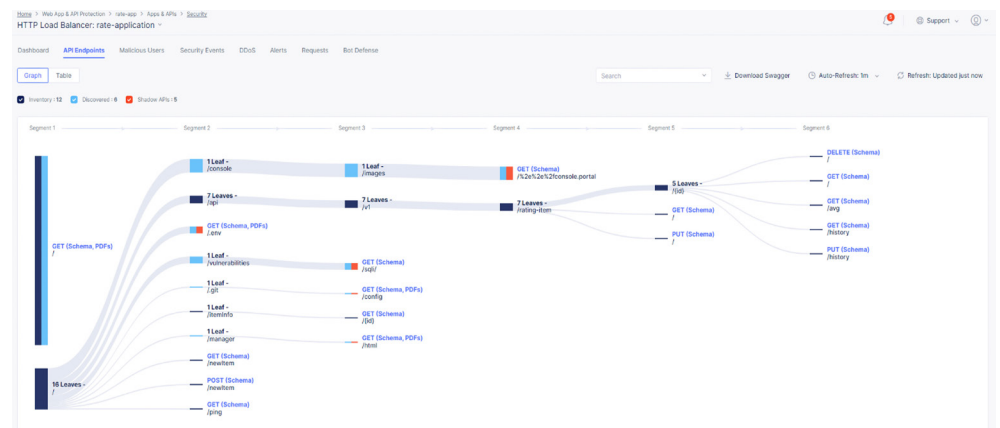 Home > Web App & API Protection > rate-app > Apps & APIs > Security
HTTP Load Balancer: rate-application
Support
Dashboard API Endpoints Malicious Users Security Events DDoS Alerts Requests Bot Defense
Graph Table
Search
Download Swagger
Auto-Refresh: 1m
Refresh: Updated just now
Inventory : 12 Discovered : 6 Shadow APIs : 5
Segment 1 Segment 2 Segment 3 Segment 4 Segment 5 Segment 6
GET (Schema, PDFs)
/
16 Leaves -
/
1 Leaf -
/console
7 Leaves -
/api
GET (Schema, PDFs)
/.env
1 Leaf -
/vulnerabilities
1 Leaf -
/.git
1 Leaf -
/itemInfo
1 Leaf -
/manager
GET (Schema)
/newitem
POST (Schema)
/newitem
GET (Schema)
/ping
1 Leaf -
/images
7 Leaves -
/v1
GET (Schema)
/sqli/
GET (Schema, PDFs)
/config
GET (Schema)
/{id}
GET (Schema, PDFs)
/html
GET (Schema)
/%2e%2e%2fconsole.portal
7 Leaves -
/rating-item
5 Leaves -
/{id}
GET (Schema)
/
PUT (Schema)
/
DELETE (Schema)
/
GET (Schema)
/
GET (Schema)
/avg
GET (Schema)
/history
PUT (Schema)
/history